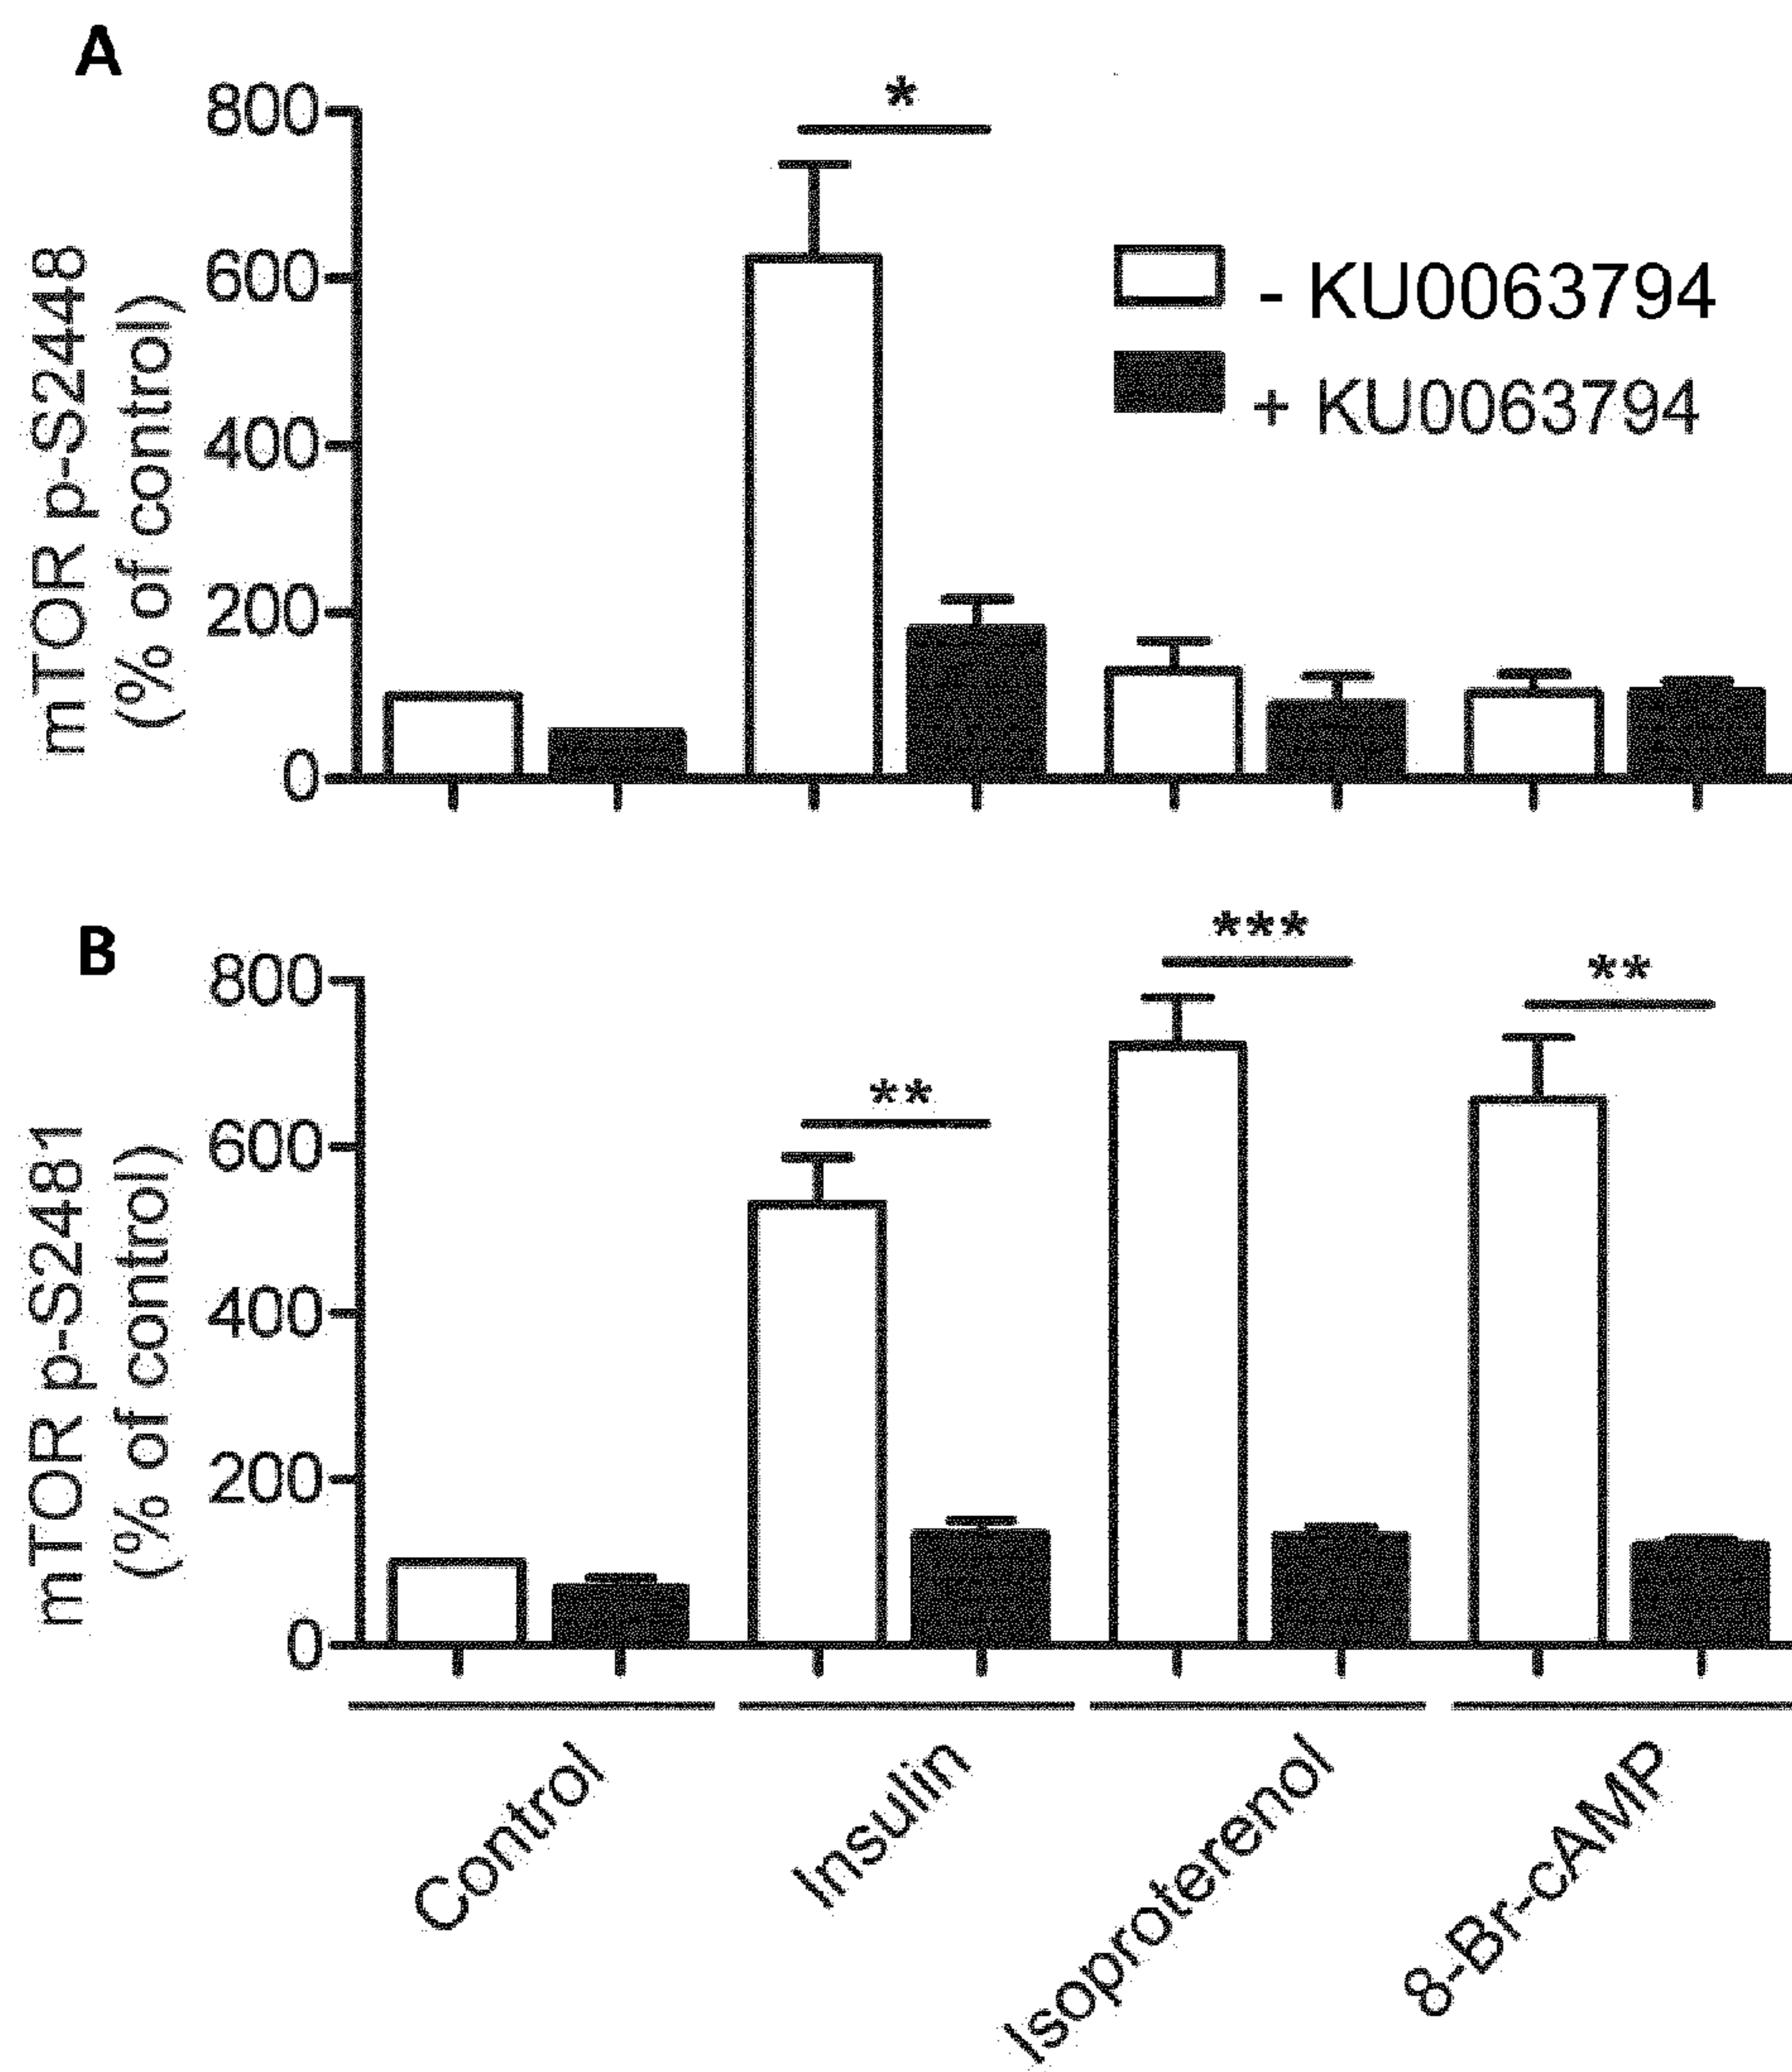 A
800
*
600
400
200
0
mTOR p-S2448
(% of control)
- KU0063794
+ KU0063794
B
800
***
**
**
600
400
200
0
mTOR p-S2481
(% of control)
Control
Insulin
Isoproterenol
8-Br-cAMP